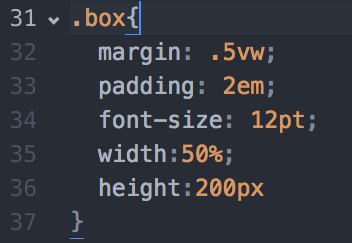 31 .box{
32 margin: .5vw;
33 padding: 2em;
34 font-size: 12pt;
35 width:50%;
36 height:200px
37 }